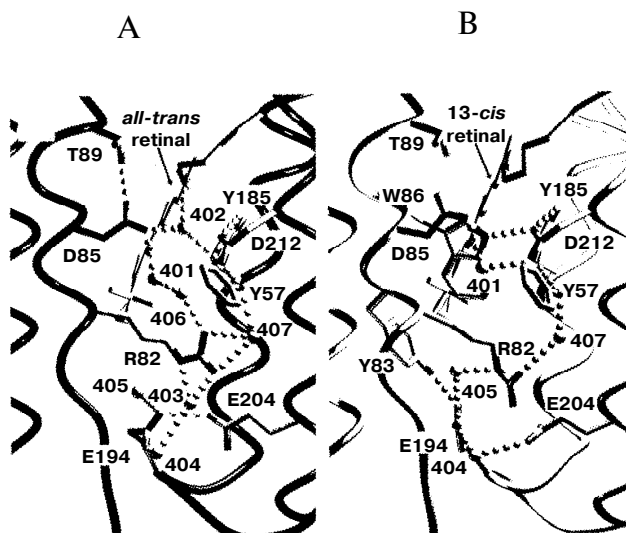 A
all-trans
retinal
T89
402
Y185
D85
D212
401
Y57
406
407
R82
405
403
E204
E194
404
B
13-cis
retinal
T89
W86
Y185
D85
D212
401
Y57
407
R82
Y83
405
E204
E194
404